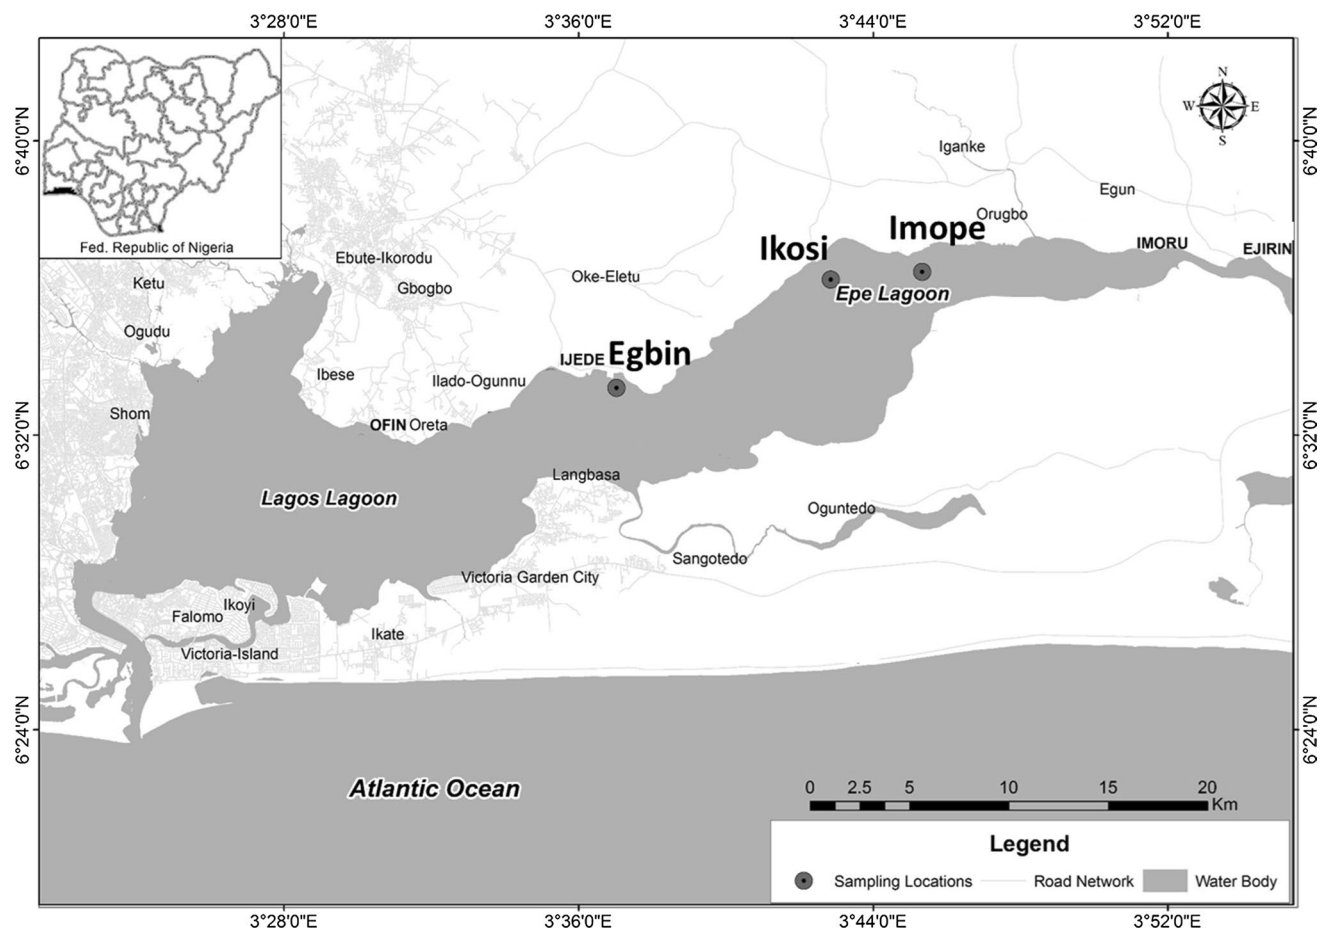 3°28'0"E
3°36'0"E
3°44'0"E
3°52'0"E
6°40'0"N
6°40'0"N
Fed. Republic of Nigeria
N
W E
S
Iganke
Egun
Orugbo
Imope
Ikosi
IMORU
EJIRIN
Ebute-Ikorodu
Oke-Eletu
Ketu
Gbogbo
Epe Lagoon
Ogudu
IJEDE Egbin
Ibese
Ilado-Ogunnu
Shom
OFIN Oreta
6°32'0"N
6°32'0"N
Langbasa
Lagos Lagoon
Oguntedo
Sangotedo
Victoria Garden City
Ikoyi
Falomo
Ikate
Victoria-Island
6°24'0"N
6°24'0"N
Atlantic Ocean
0 2.5 5 10 15 20
Km
Legend
Sampling Locations Road Network Water Body
3°28'0"E
3°36'0"E
3°44'0"E
3°52'0"E